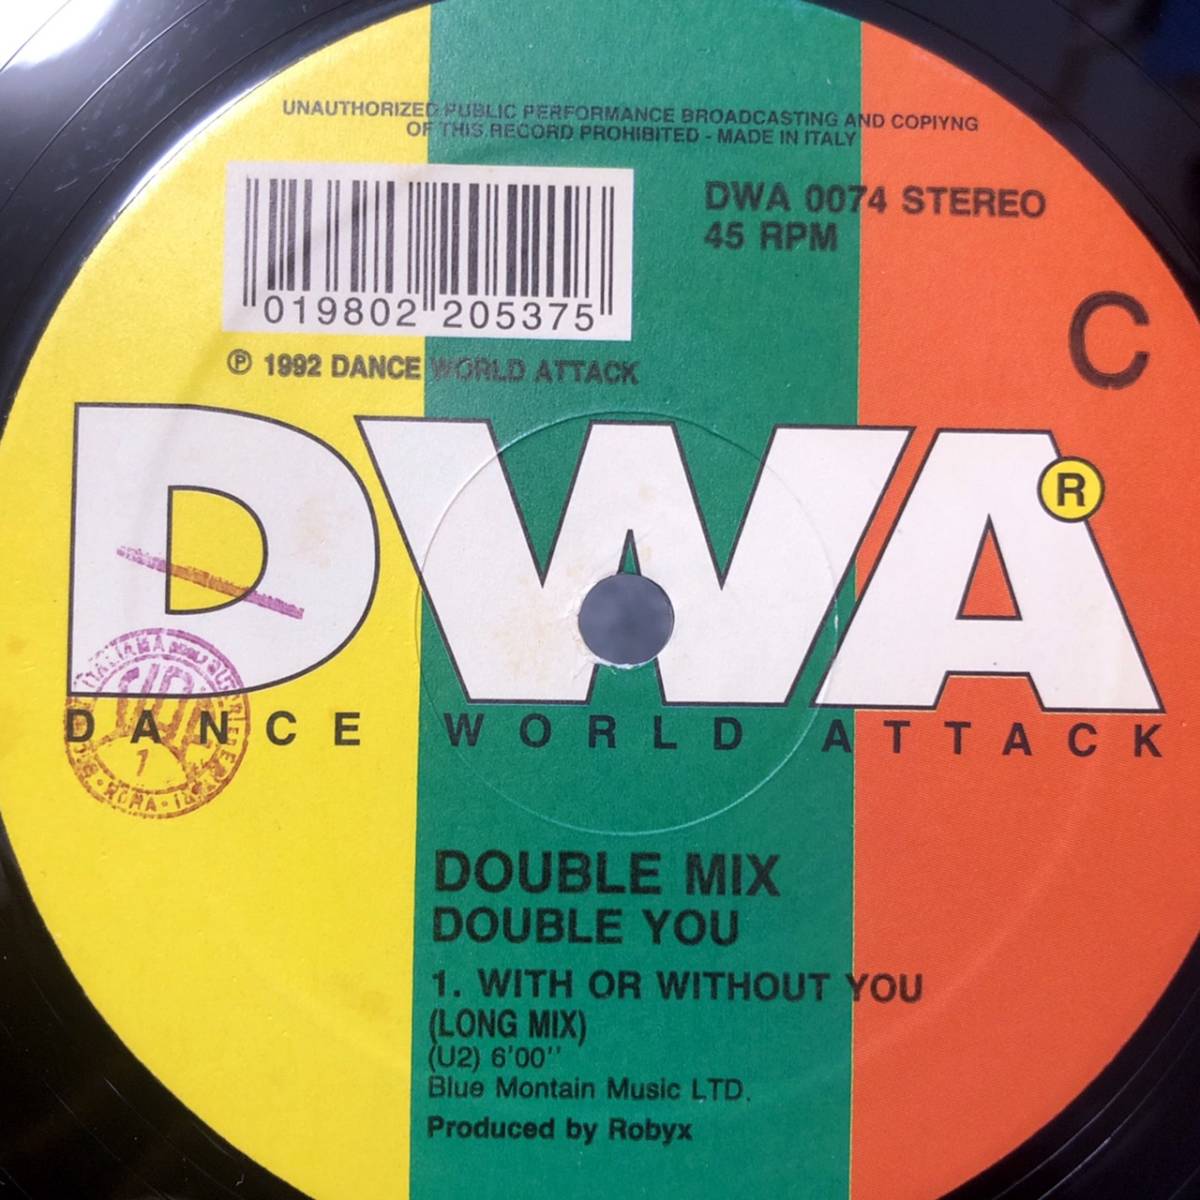 UNAUTHORIZED PUBLIC PERFORMANCE BROADCASTING AND COPIYNG
OF THIS RECORD PROHIBITED - MADE IN ITALY
DWA 0074 STEREO
45 RPM
019802 205375
℗ 1992 DANCE WORLD ATTACK
C
DWA
R
DANCE WORLD ATTACK
ROMA
DOUBLE MIX
DOUBLE YOU
1. WITH OR WITHOUT YOU
(LONG MIX)
(U2) 6'00''
Blue Montain Music LTD.
Produced by Robyx